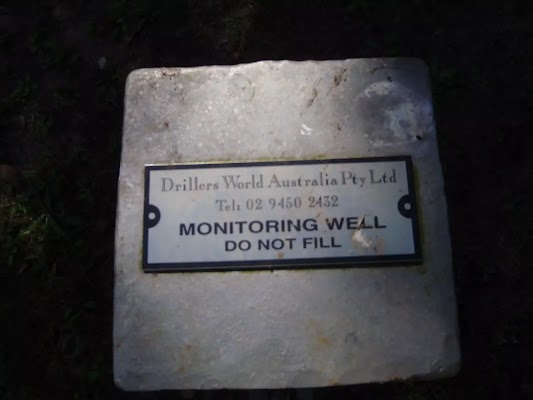 Drillers World Australia Pty Ltd
Tel: 02 9450 2432
MONITORING WELL
DO NOT FILL